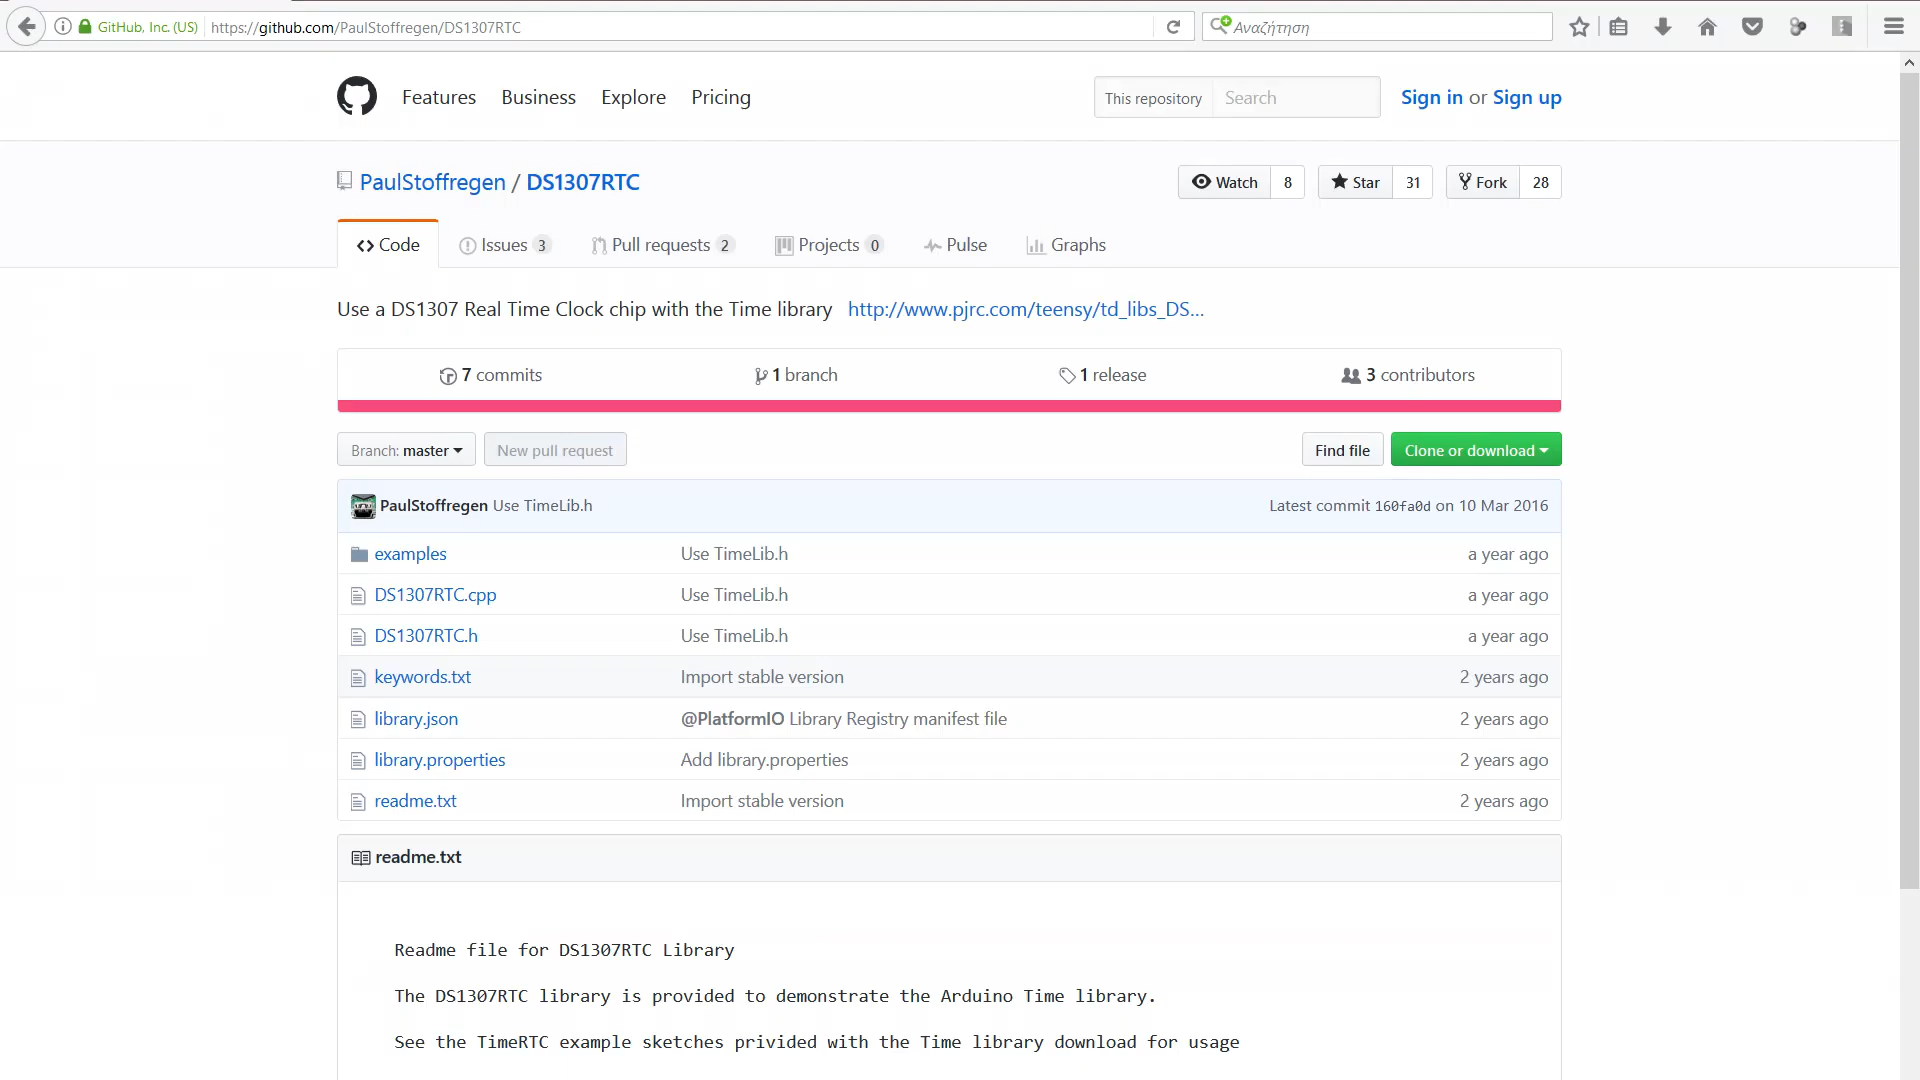 GitHub, Inc. (US) https://github.com/PaulStoffregen/DS1307RTC Αναζήτηση
Features Business Explore Pricing This repository Search Sign in or Sign up
PaulStoffregen / DS1307RTC Watch 8 Star 31 Fork 28
Code Issues 3 Pull requests 2 Projects 0 Pulse Graphs
Use a DS1307 Real Time Clock chip with the Time library http://www.pjrc.com/teensy/td_libs_DS...
7 commits 1 branch 1 release 3 contributors
Branch: master New pull request Find file Clone or download
PaulStoffregen Use TimeLib.h Latest commit 160fa0d on 10 Mar 2016
examples Use TimeLib.h a year ago
DS1307RTC.cpp Use TimeLib.h a year ago
DS1307RTC.h Use TimeLib.h a year ago
keywords.txt Import stable version 2 years ago
library.json @PlatformIO Library Registry manifest file 2 years ago
library.properties Add library.properties 2 years ago
readme.txt Import stable version 2 years ago
readme.txt
Readme file for DS1307RTC Library
The DS1307RTC library is provided to demonstrate the Arduino Time library.
See the TimeRTC example sketches privided with the Time library download for usage